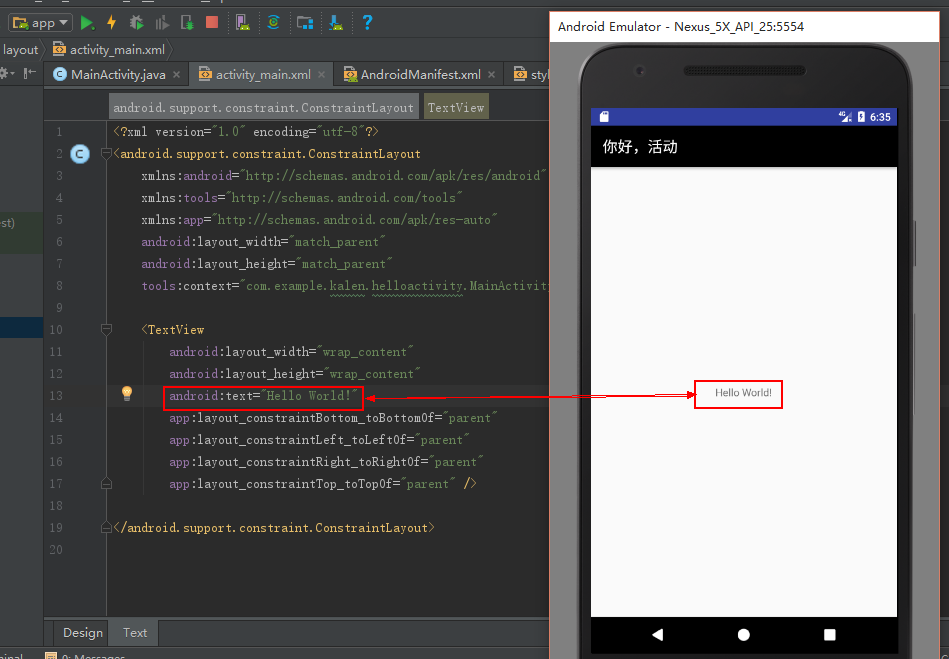 app
Android Emulator - Nexus_5X_API_25:5554
layout
activity_main.xml
MainActivity.java
activity_main.xml
AndroidManifest.xml
android.support.constraint.ConstraintLayout
TextView
1 <?xml version="1.0" encoding="utf-8"?>
2 <android.support.constraint.ConstraintLayout
3 xmlns:android="http://schemas.android.com/apk/res/android"
4 xmlns:tools="http://schemas.android.com/tools"
5 xmlns:app="http://schemas.android.com/apk/res-auto"
6 android:layout_width="match_parent"
7 android:layout_height="match_parent"
8 tools:context="com.example.kalen.helloactivity.MainActivity
9
10 <TextView
11 android:layout_width="wrap_content"
12 android:layout_height="wrap_content"
13 android:text="Hello World!"
14 app:layout_constraintBottom_toBottomOf="parent"
15 app:layout_constraintLeft_toLeftOf="parent"
16 app:layout_constraintRight_toRightOf="parent"
17 app:layout_constraintTop_toTopOf="parent" />
18
19 </android.support.constraint.ConstraintLayout>
20
Design
Text
0: Messages
4G
6:35
你好，活动
Hello World!